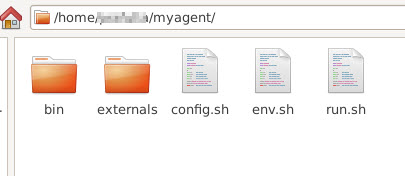 /home/ /myagent/
bin
externals
config.sh
env.sh
run.sh